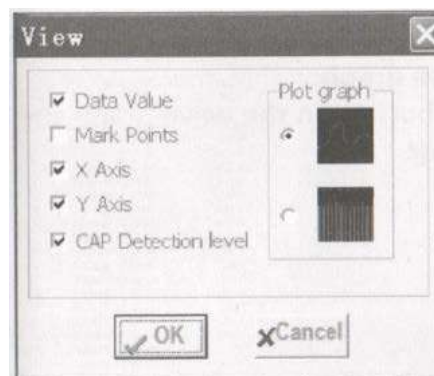 View
Data Value
Mark Points
X Axis
Y Axis
CAP Detection level
Plot graph
OK
Cancel